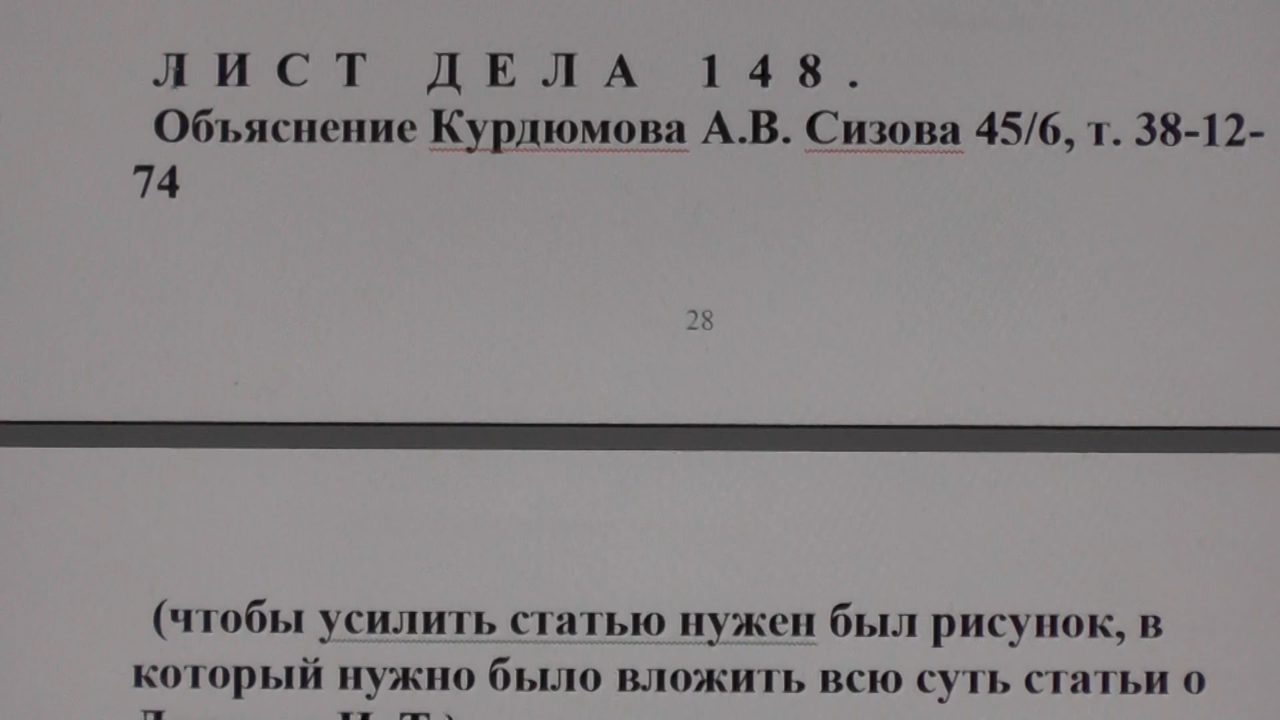 Л И С Т Д Е Л А 1 4 8 .
Объяснение Курдюмова А.В. Сизова 45/6, т. 38-12-
74
28
(чтобы усилить статью нужен был рисунок, в
который нужно было вложить всю суть статьи о